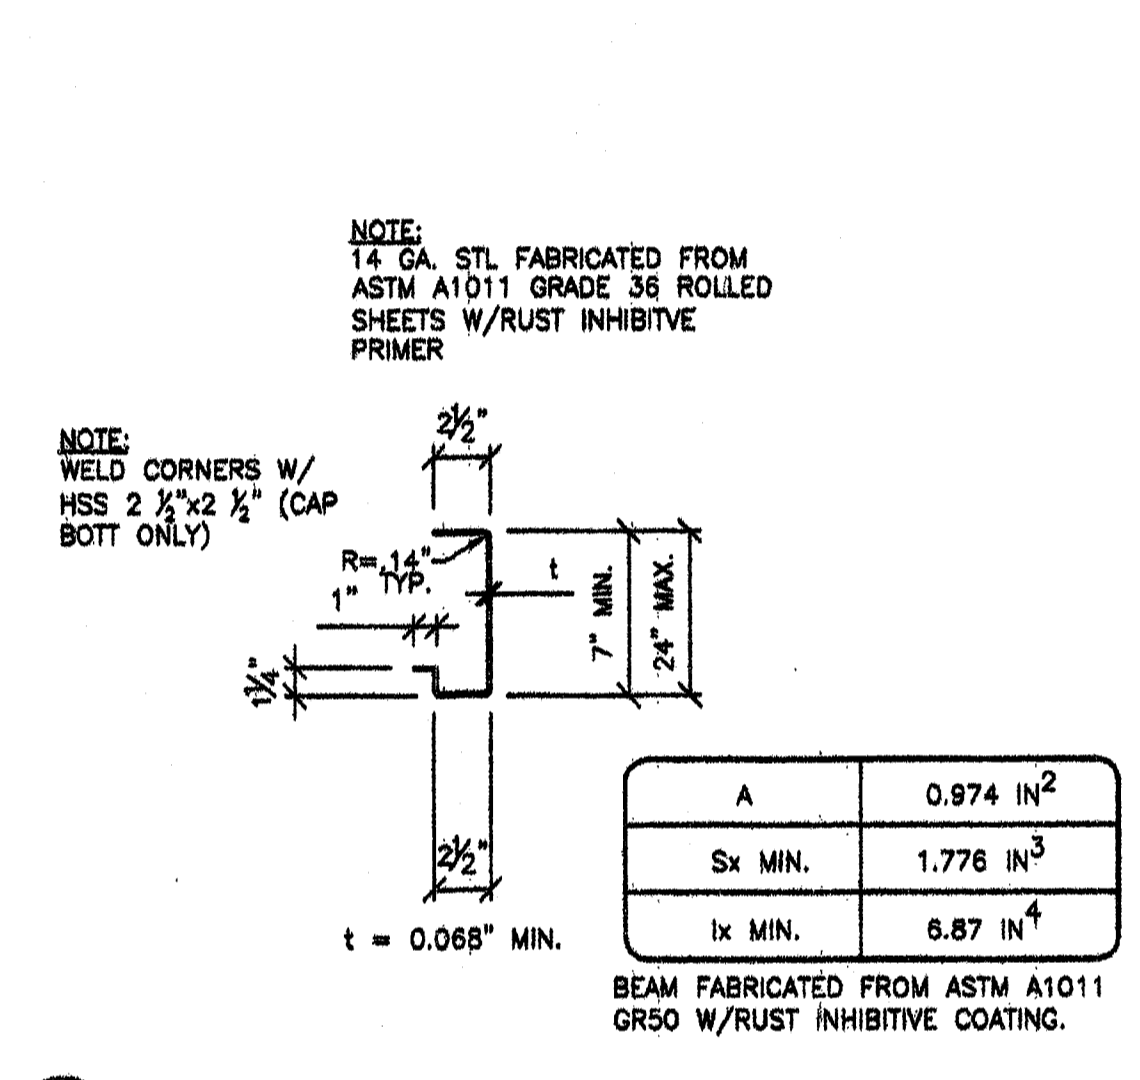 NOTE:
14 GA. STL FABRICATED FROM
ASTM A1011 GRADE 36 ROLLED
SHEETS W/RUST INHIBITVE
PRIMER
NOTE:
WELD CORNERS W/
HSS 2 ½"x2 ½" (CAP
BOTT ONLY)
2½"
R=.14"
TYP.
t
1"
7" MIN.
24" MAX.
1¼"
2½"
t = 0.068" MIN.
A 0.974 IN²
Sx MIN. 1.776 IN³
Ix MIN. 6.87 IN⁴
BEAM FABRICATED FROM ASTM A1011
GR50 W/RUST INHIBITIVE COATING.